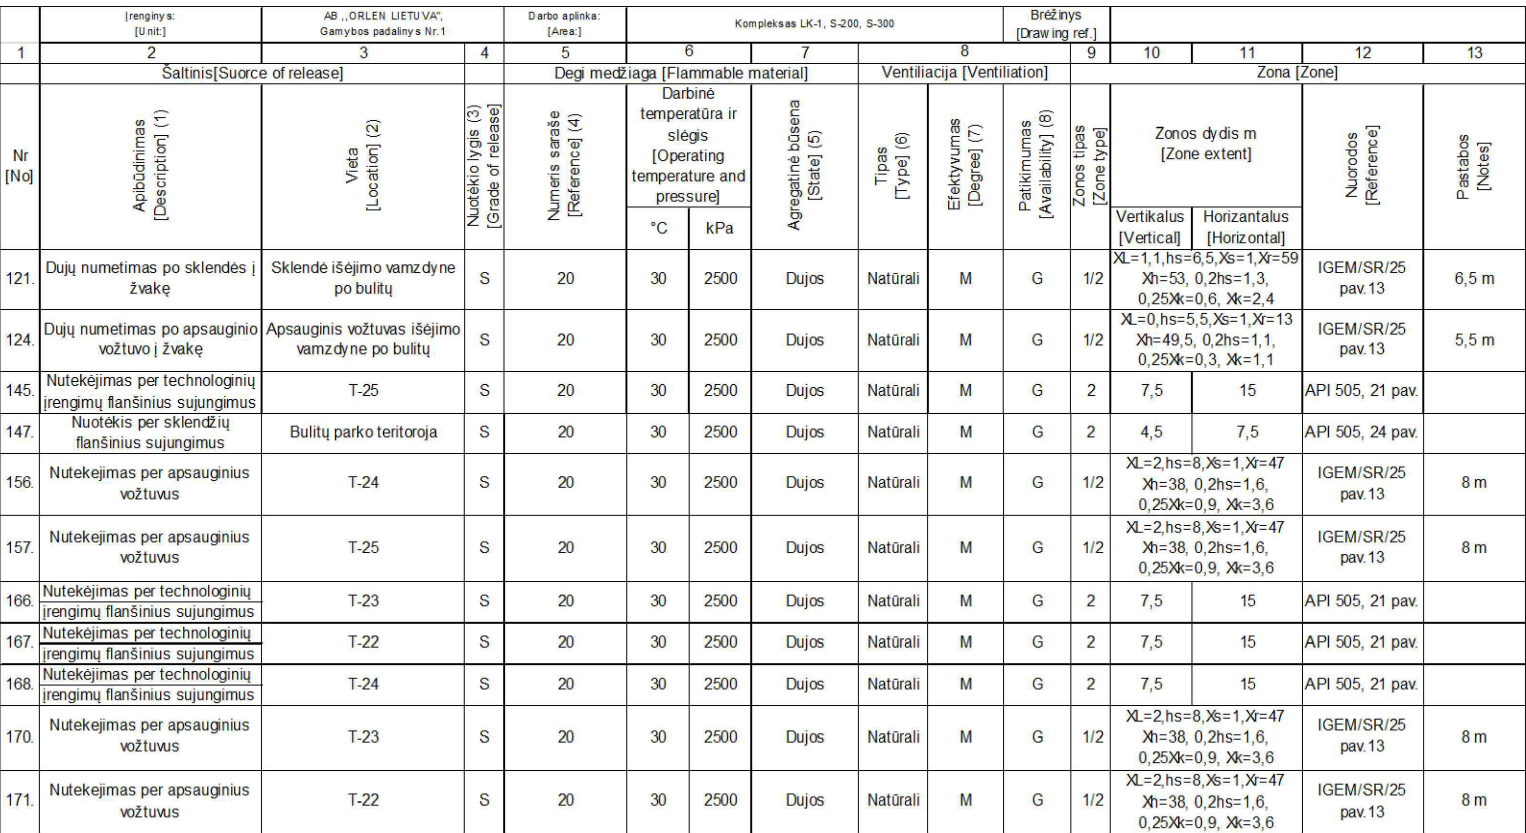 Įrenginys:
[Unit:]
AB ,,ORLEN LIETUVA",
Gamybos padalinys Nr.1
Darbo aplinka:
[Area:]
Kompleksas LK-1, S-200, S-300
Brėžinys
[Drawing ref.]
1 2 3 4 5 6 7 8 9 10 11 12 13
Šaltinis[Suorce of release]
Degi medžiaga [Flammable material]
Ventiliacija [Ventiliation]
Zona [Zone]
Nr
[No]
Apibūdinimas
[Description] (1)
Vieta
[Location] (2)
Nuotėkio lygis (3)
[Grade of release]
Numeris saraše
[Reference] (4)
Darbinė
temperatūra ir
slėgis
[Operating
temperature and
pressure]
°C
kPa
Agregatinė būsena
[State] (5)
Tipas
[Type] (6)
Efektyvumas
[Degree] (7)
Patikimumas
[Availability] (8)
Zonos tipas
[Zone type]
Zonos dydis m
[Zone extent]
Vertikalus
[Vertical]
Horizantalus
[Horizontal]
Nuorodos
[Reference]
Pastabos
[Notes]
121.
Dujų numetimas po sklendės į
žvakę
Sklendė išėjimo vamzdyne
po bulitų
S 20 30 2500 Dujos Natūrali M G 1/2
XL=1,1,hs=6,5,Xs=1,Xr=59
Xh=53, 0,2hs=1,3,
0,25Xk=0,6, Xk=2,4
IGEM/SR/25
pav.13
6,5 m
124.
Dujų numetimas po apsauginio
vožtuvo į žvakę
Apsauginis vožtuvas išėjimo
vamzdyne po bulitų
S 20 30 2500 Dujos Natūrali M G 1/2
XL=0,hs=5,5,Xs=1,Xr=13
Xh=49,5, 0,2hs=1,1,
0,25Xk=0,3, Xk=1,1
IGEM/SR/25
pav.13
5,5 m
145.
Nutekėjimas per technologinių
įrengimų flanšinius sujungimus
T-25 S 20 30 2500 Dujos Natūrali M G 2 7,5 15 API 505, 21 pav.
147.
Nuotėkis per sklendžių
flanšinius sujungimus
Bulitų parko teritoroja S 20 30 2500 Dujos Natūrali M G 2 4,5 7,5 API 505, 24 pav.
156.
Nutekejimas per apsauginius
vožtuvus
T-24 S 20 30 2500 Dujos Natūrali M G 1/2
XL=2,hs=8,Xs=1,Xr=47
Xh=38, 0,2hs=1,6,
0,25Xk=0,9, Xk=3,6
IGEM/SR/25
pav.13
8 m
157.
Nutekejimas per apsauginius
vožtuvus
T-25 S 20 30 2500 Dujos Natūrali M G 1/2
XL=2,hs=8,Xs=1,Xr=47
Xh=38, 0,2hs=1,6,
0,25Xk=0,9, Xk=3,6
IGEM/SR/25
pav.13
8 m
166.
Nutekėjimas per technologinių
įrengimų flanšinius sujungimus
T-23 S 20 30 2500 Dujos Natūrali M G 2 7,5 15 API 505, 21 pav.
167.
Nutekėjimas per technologinių
įrengimų flanšinius sujungimus
T-22 S 20 30 2500 Dujos Natūrali M G 2 7,5 15 API 505, 21 pav.
168.
Nutekėjimas per technologinių
įrengimų flanšinius sujungimus
T-24 S 20 30 2500 Dujos Natūrali M G 2 7,5 15 API 505, 21 pav.
170.
Nutekejimas per apsauginius
vožtuvus
T-23 S 20 30 2500 Dujos Natūrali M G 1/2
XL=2,hs=8,Xs=1,Xr=47
Xh=38, 0,2hs=1,6,
0,25Xk=0,9, Xk=3,6
IGEM/SR/25
pav.13
8 m
171.
Nutekejimas per apsauginius
vožtuvus
T-22 S 20 30 2500 Dujos Natūrali M G 1/2
XL=2,hs=8,Xs=1,Xr=47
Xh=38, 0,2hs=1,6,
0,25Xk=0,9, Xk=3,6
IGEM/SR/25
pav.13
8 m